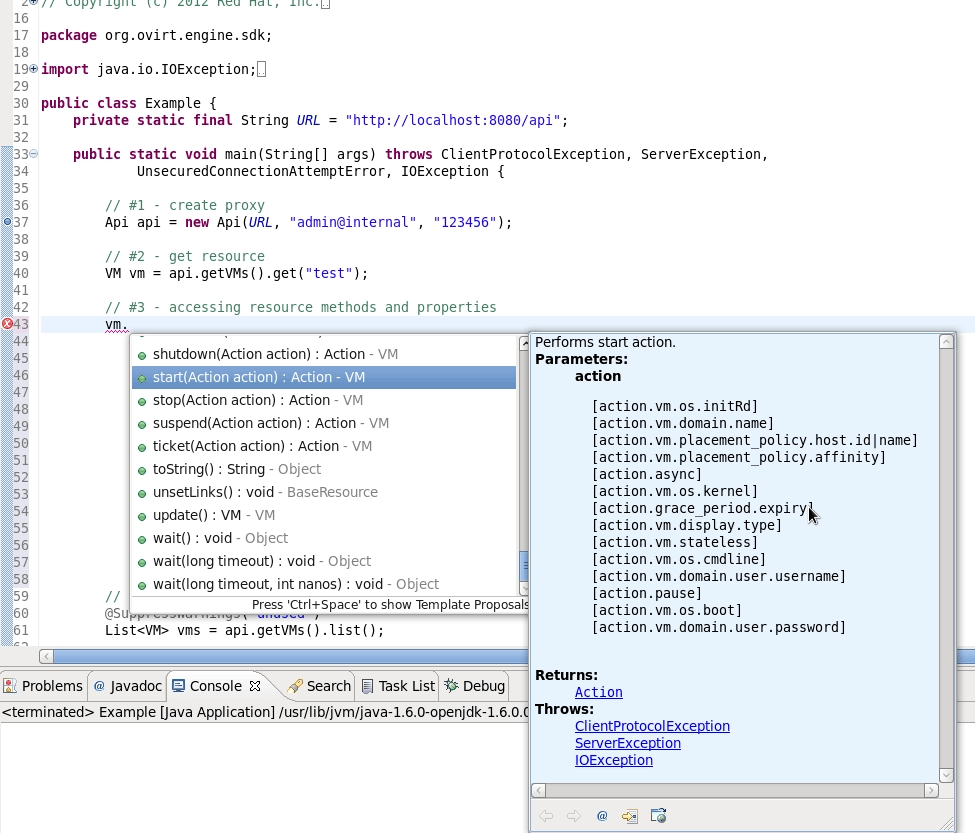 2 // Copyright (c) 2012 Red Hat, Inc.
16
17 package org.ovirt.engine.sdk;
18
19 import java.io.IOException;
29
30 public class Example {
31 private static final String URL = "http://localhost:8080/api";
32
33 public static void main(String[] args) throws ClientProtocolException, ServerException,
34 UnsecuredConnectionAttemptError, IOException {
35
36 // #1 - create proxy
37 Api api = new Api(URL, "admin@internal", "123456");
38
39 // #2 - get resource
40 VM vm = api.getVMs().get("test");
41
42 // #3 - accessing resource methods and properties
43 vm.
44
45
46
47
48
49
50
51
52
53
54
55
56
57
58
59 //
60 @SuppressWarnings("unused")
61 List<VM> vms = api.getVMs().list();
shutdown(Action action) : Action - VM
start(Action action) : Action - VM
stop(Action action) : Action - VM
suspend(Action action) : Action - VM
ticket(Action action) : Action - VM
toString() : String - Object
unsetLinks() : void - BaseResource
update() : VM - VM
wait() : void - Object
wait(long timeout) : void - Object
wait(long timeout, int nanos) : void - Object
Press 'Ctrl+Space' to show Template Proposals
Performs start action.
Parameters:
action
[action.vm.os.initRd]
[action.vm.domain.name]
[action.vm.placement_policy.host.id|name]
[action.vm.placement_policy.affinity]
[action.async]
[action.vm.os.kernel]
[action.grace_period.expiry]
[action.vm.display.type]
[action.vm.stateless]
[action.vm.os.cmdline]
[action.vm.domain.user.username]
[action.pause]
[action.vm.os.boot]
[action.vm.domain.user.password]
Returns:
Action
Throws:
ClientProtocolException
ServerException
IOException
Problems @ Javadoc Console Search Task List Debug
<terminated> Example [Java Application] /usr/lib/jvm/java-1.6.0-openjdk-1.6.0.0